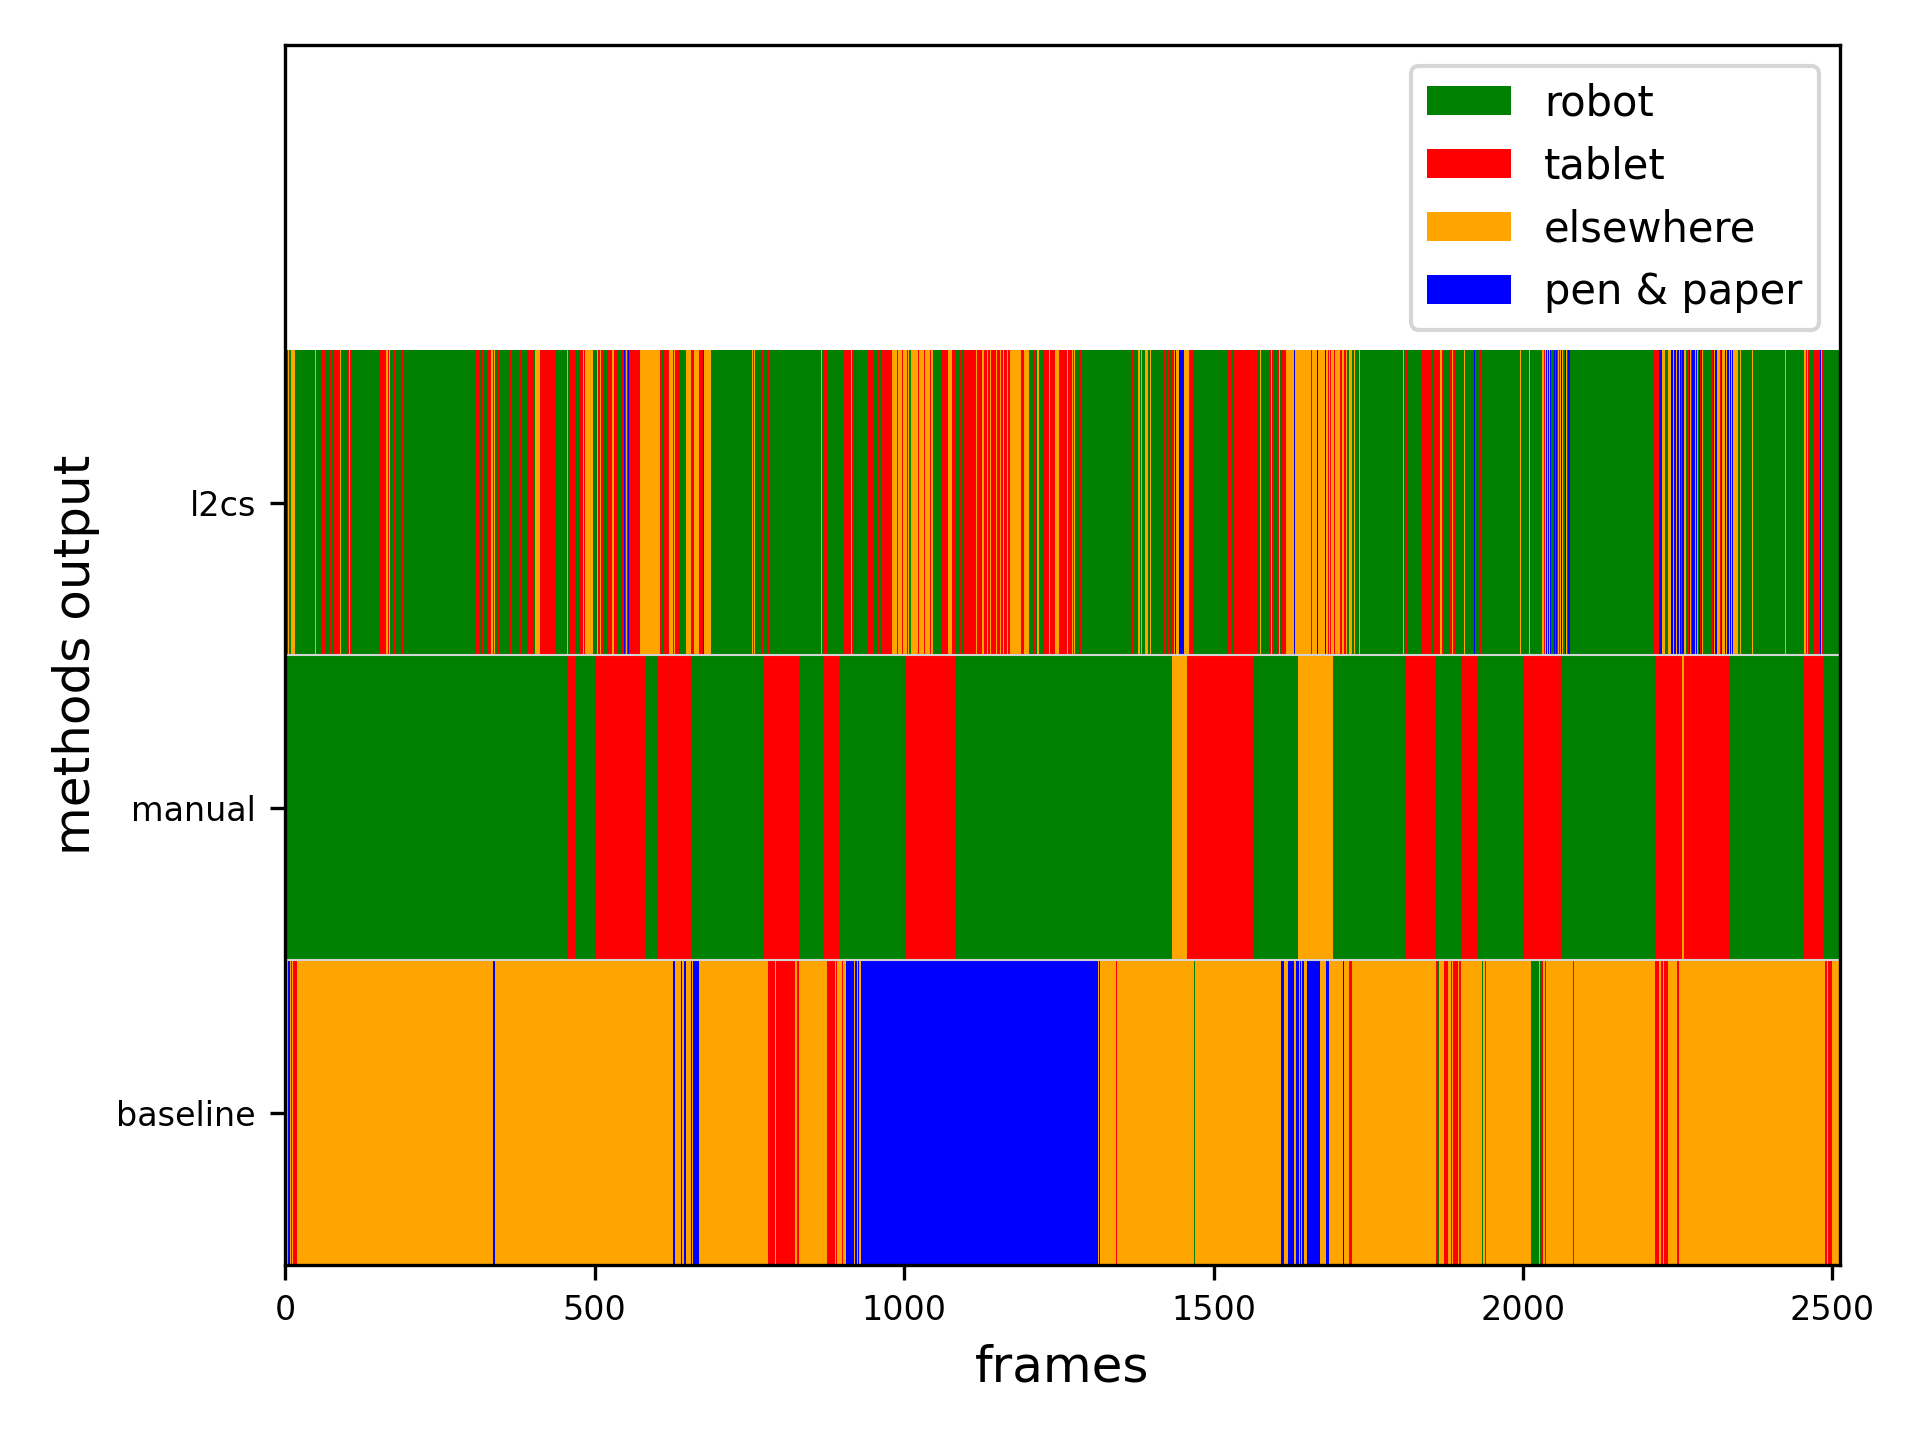 robot
tablet
elsewhere
pen & paper
methods output
l2cs
manual
baseline
0 500 1000 1500 2000 2500
frames